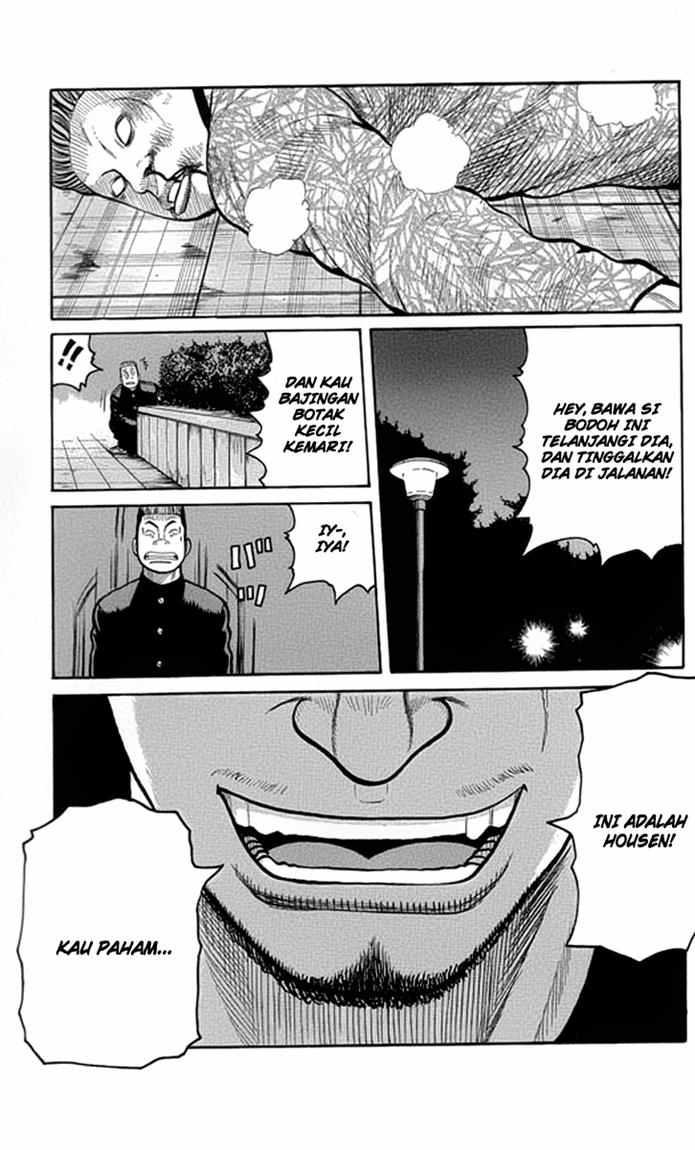 HEY, BAWA SI
BODOH INI
TELANJANGI DIA,
DAN TINGGALKAN
DIA DI JALANAN!
DAN KAU
BAJINGAN
BOTAK
KECIL
KEMARI!
!!
IY-,
IYA!
INI ADALAH
HOUSEN!
KAU PAHAM...